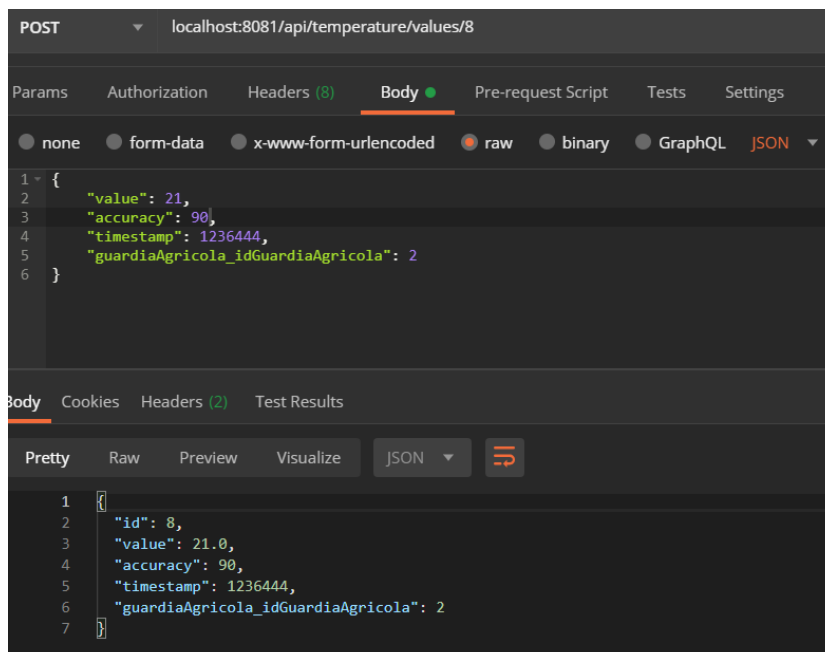 POST localhost:8081/api/temperature/values/8
Params Authorization Headers (8) Body Pre-request Script Tests Settings
none form-data x-www-form-urlencoded raw binary GraphQL JSON
1 {
2 "value": 21,
3 "accuracy": 90,
4 "timestamp": 1236444,
5 "guardiaAgricola_idGuardiaAgricola": 2
6 }
Body Cookies Headers (2) Test Results
Pretty Raw Preview Visualize JSON
1 {
2 "id": 8,
3 "value": 21.0,
4 "accuracy": 90,
5 "timestamp": 1236444,
6 "guardiaAgricola_idGuardiaAgricola": 2
7 }